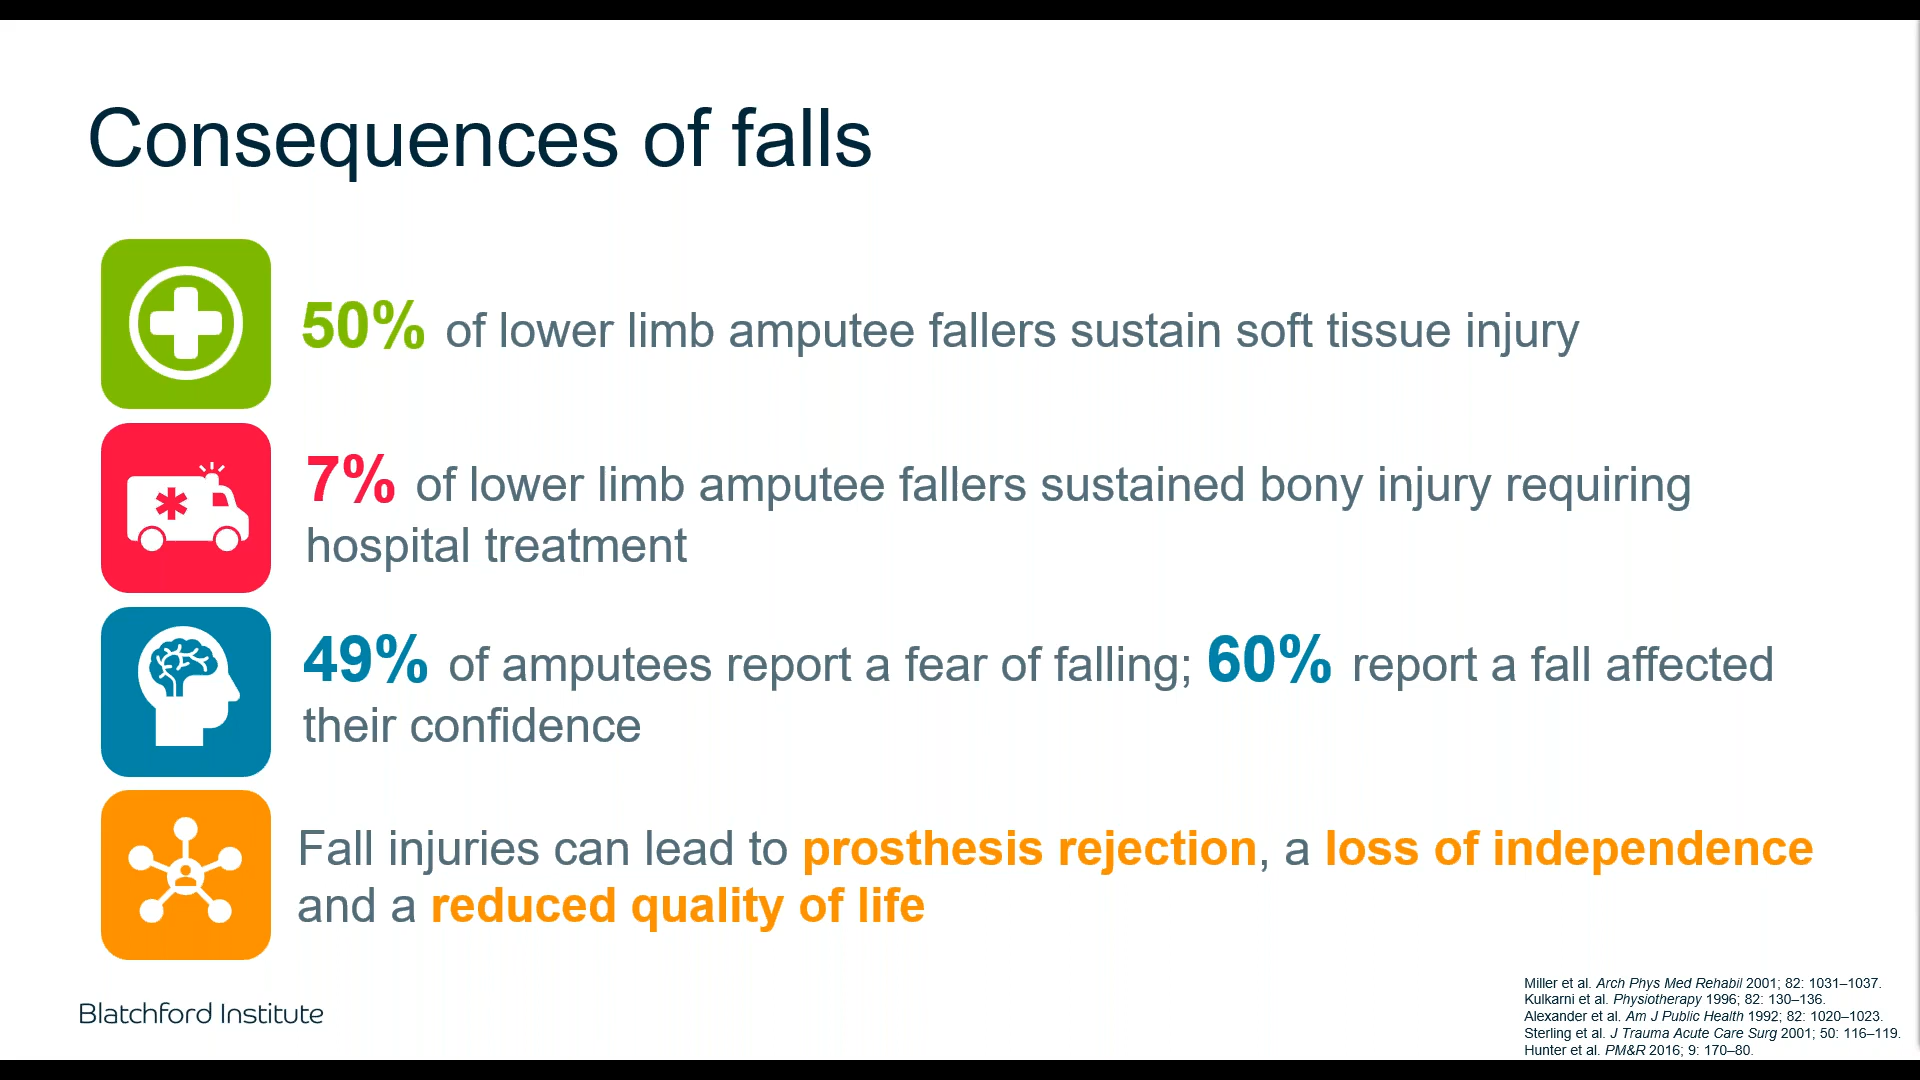 Consequences of falls
50% of lower limb amputee fallers sustain soft tissue injury
7% of lower limb amputee fallers sustained bony injury requiring
hospital treatment
49% of amputees report a fear of falling; 60% report a fall affected
their confidence
Fall injuries can lead to prosthesis rejection, a loss of independence
and a reduced quality of life
Blatchford Institute
Miller et al. Arch Phys Med Rehabil 2001; 82: 1031–1037.
Kulkarni et al. Physiotherapy 1996; 82: 130–136.
Alexander et al. Am J Public Health 1992; 82: 1020–1023.
Sterling et al. J Trauma Acute Care Surg 2001; 50: 116–119.
Hunter et al. PM&R 2016; 9: 170–80.